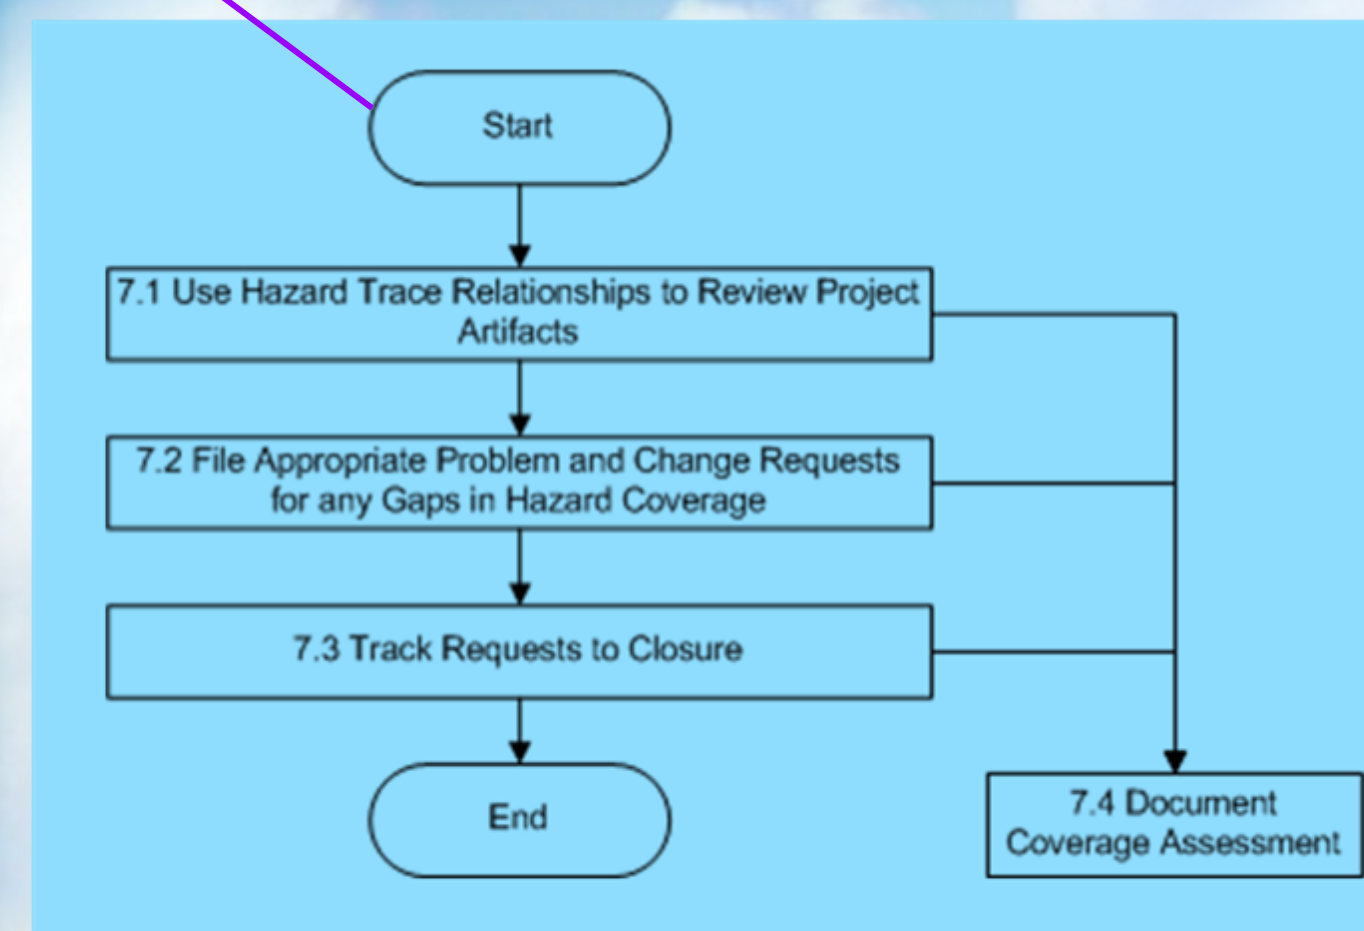 Start
7.1 Use Hazard Trace Relationships to Review Project
Artifacts
7.2 File Appropriate Problem and Change Requests
for any Gaps in Hazard Coverage
7.3 Track Requests to Closure
End
7.4 Document
Coverage Assessment